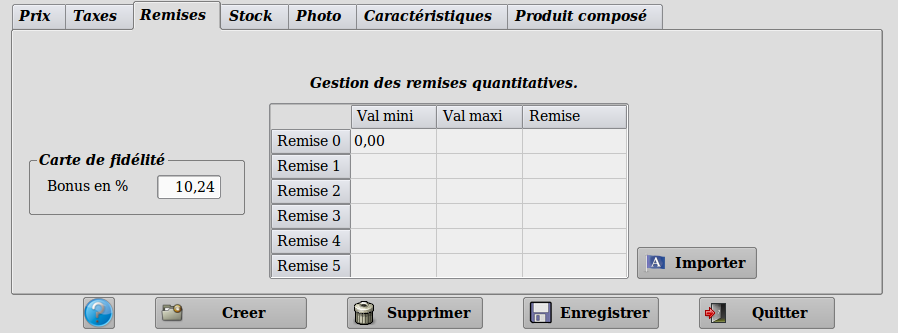 Prix Taxes Remises Stock Photo Caractéristiques Produit composé
Gestion des remises quantitatives.
Val mini Val maxi Remise
Remise 0 0,00
Remise 1
Carte de fidélité
Bonus en % 10,24
Remise 2
Remise 3
Remise 4
Remise 5
Importer
Creer Supprimer Enregistrer Quitter